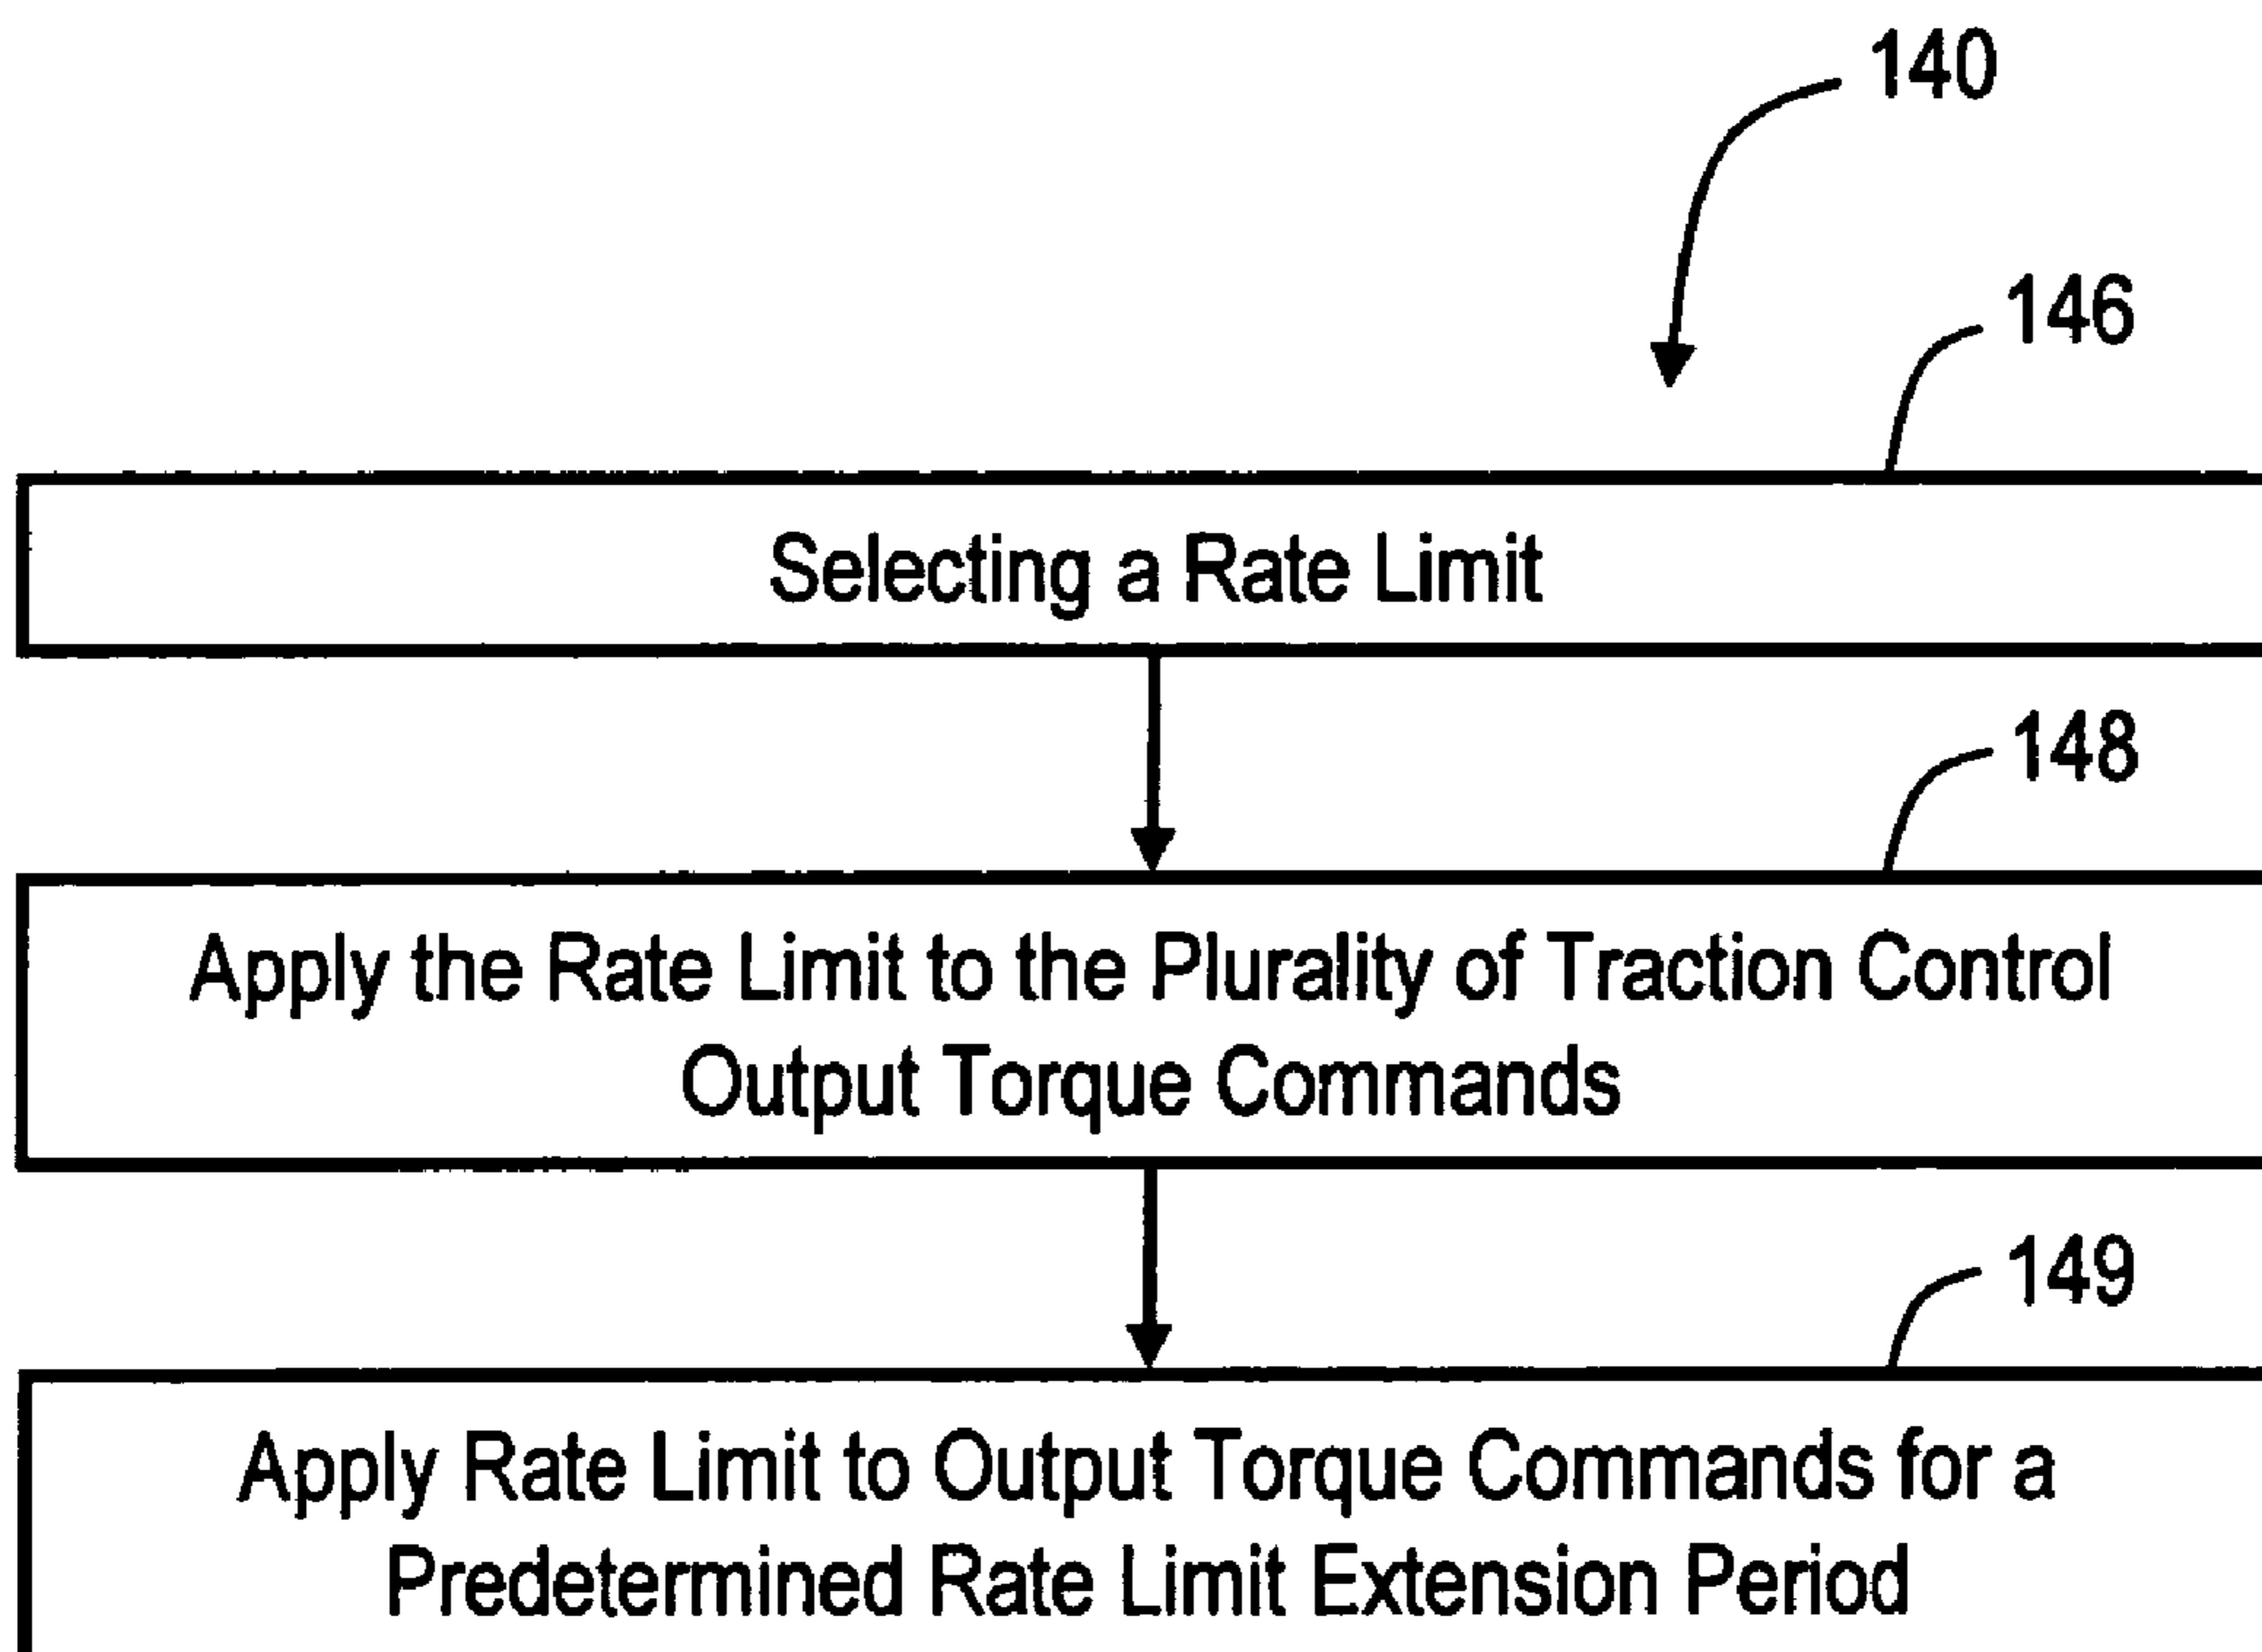 140
146
Selecting a Rate Limit
148
Apply the Rate Limit to the Plurality of Traction Control
Output Torque Commands
149
Apply Rate Limit to Output Torque Commands for a
Predetermined Rate Limit Extension Period